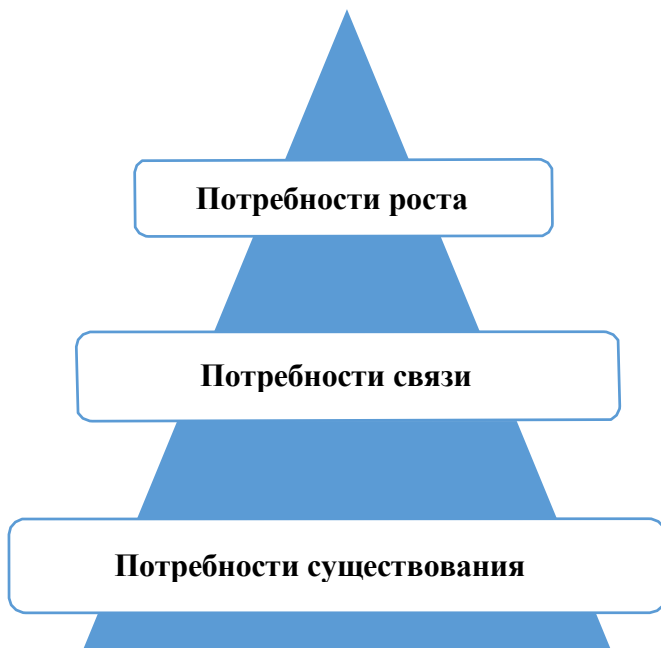 Потребности роста
Потребности связи
Потребности существования